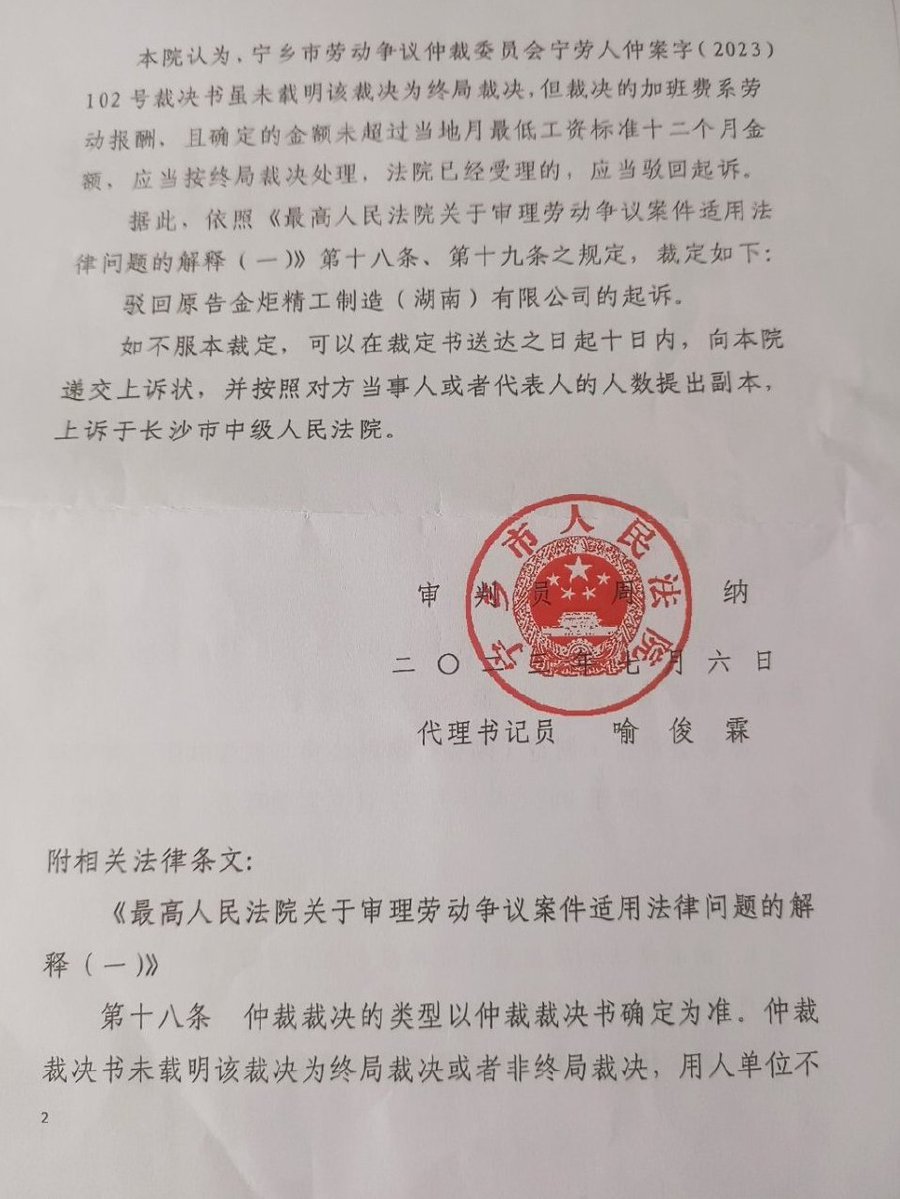 本院认为,宁乡市劳动争议仲裁委员会宁劳人仲案字(2023)
102号裁决书虽未载明该裁决为终局裁决,但裁决的加班费系劳
动报酬、且确定的金额未超过当地月最低工资标准十二个月金
额、应当按终局裁决处理,法院已经受理的,应当驳回起诉。
据此,依照《最高人民法院关于审理劳动争议案件适用法
律问题的解释(一)》第十八条、第十九条之规定,裁定如下:
驳回原告金炬精工制造(湖南)有限公司的起诉。
如不服本裁定,可以在裁定书送达之日起十日内,向本院
递交上诉状,并按照对方当事人或者代表人的人数提出副本,
上诉于长沙市中级人民法院。
宁乡市人民法院
审判员 周纳
二〇二三年七月六日
代理书记员 喻俊霖
附相关法律条文:
《最高人民法院关于审理劳动争议案件适用法律问题的解
释(一)》
第十八条 仲裁裁决的类型以仲裁裁决书确定为准。仲裁
裁决书未载明该裁决为终局裁决或者非终局裁决,用人单位不
2